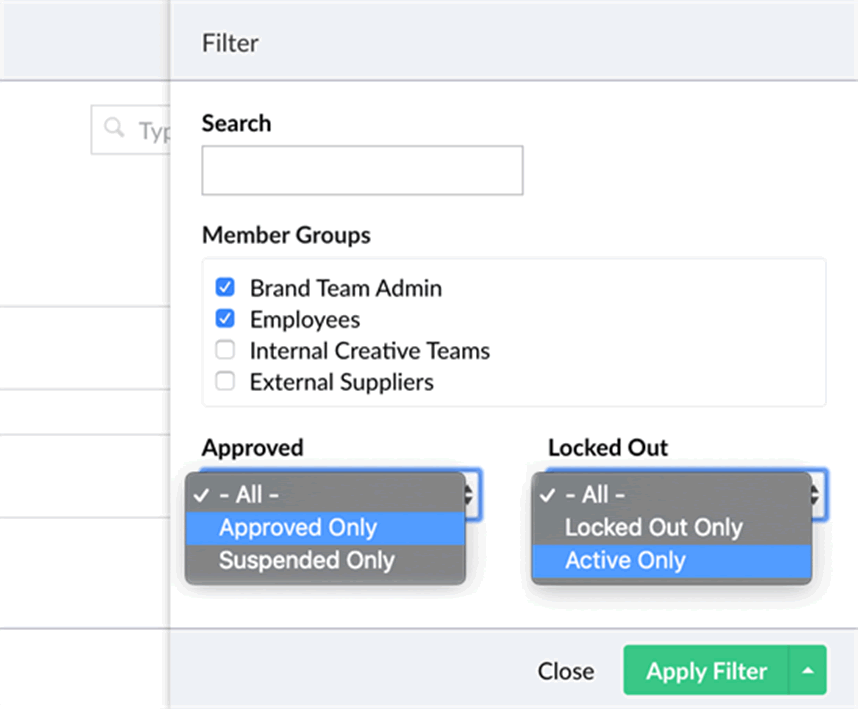 Filter
Typ
Search
Member Groups
Brand Team Admin
Employees
Internal Creative Teams
External Suppliers
Approved
Locked Out
- All -
Approved Only
Suspended Only
- All -
Locked Out Only
Active Only
Close
Apply Filter